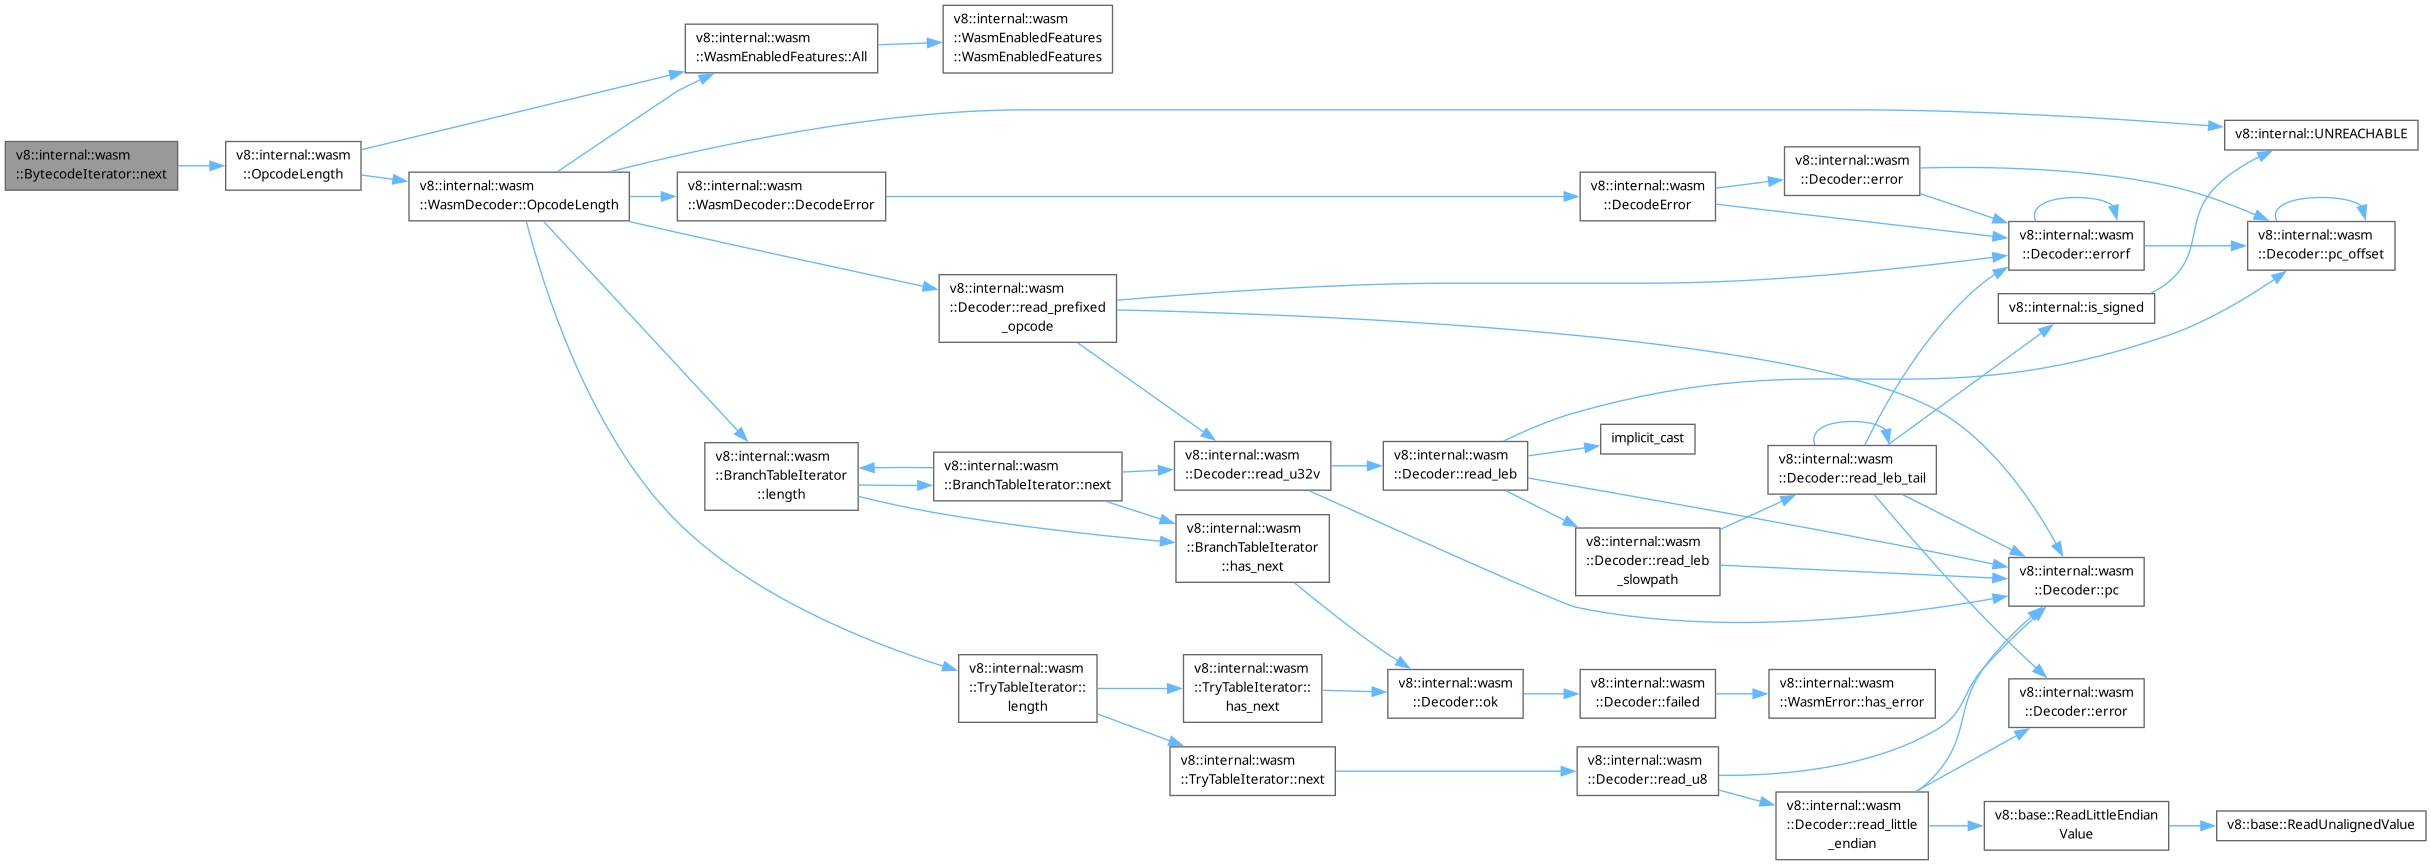 v8::internal::wasm
::BytecodeIterator::next
v8::internal::wasm
::OpcodeLength
v8::internal::wasm
::WasmEnabledFeatures::All
v8::internal::wasm
::WasmEnabledFeatures
::WasmEnabledFeatures
v8::internal::wasm
::WasmDecoder::OpcodeLength
v8::internal::UNREACHABLE
v8::internal::wasm
::WasmDecoder::DecodeError
v8::internal::wasm
::DecodeError
v8::internal::wasm
::Decoder::error
v8::internal::wasm
::Decoder::errorf
v8::internal::wasm
::Decoder::pc_offset
v8::internal::wasm
::Decoder::read_prefixed
_opcode
v8::internal::is_signed
v8::internal::wasm
::BranchTableIterator
::length
v8::internal::wasm
::BranchTableIterator::next
v8::internal::wasm
::Decoder::read_u32v
v8::internal::wasm
::Decoder::read_leb
implicit_cast
v8::internal::wasm
::Decoder::read_leb_tail
v8::internal::wasm
::BranchTableIterator
::has_next
v8::internal::wasm
::Decoder::read_leb
_slowpath
v8::internal::wasm
::Decoder::pc
v8::internal::wasm
::TryTableIterator::
length
v8::internal::wasm
::TryTableIterator::
has_next
v8::internal::wasm
::Decoder::ok
v8::internal::wasm
::Decoder::failed
v8::internal::wasm
::WasmError::has_error
v8::internal::wasm
::Decoder::error
v8::internal::wasm
::TryTableIterator::next
v8::internal::wasm
::Decoder::read_u8
v8::internal::wasm
::Decoder::read_little
_endian
v8::base::ReadLittleEndian
Value
v8::base::ReadUnalignedValue